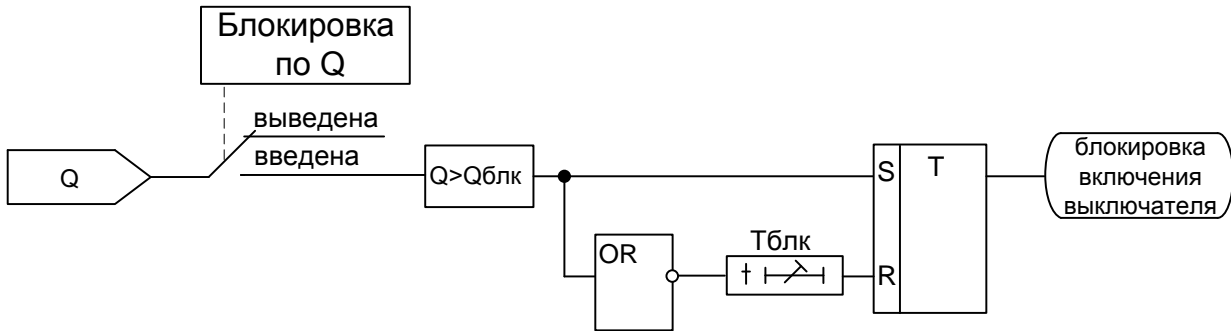 Блокировка
по Q
выведена
введена
Q
Q>Qблк
S
T
R
OR
Тблк
t
блокировка
включения
выключателя